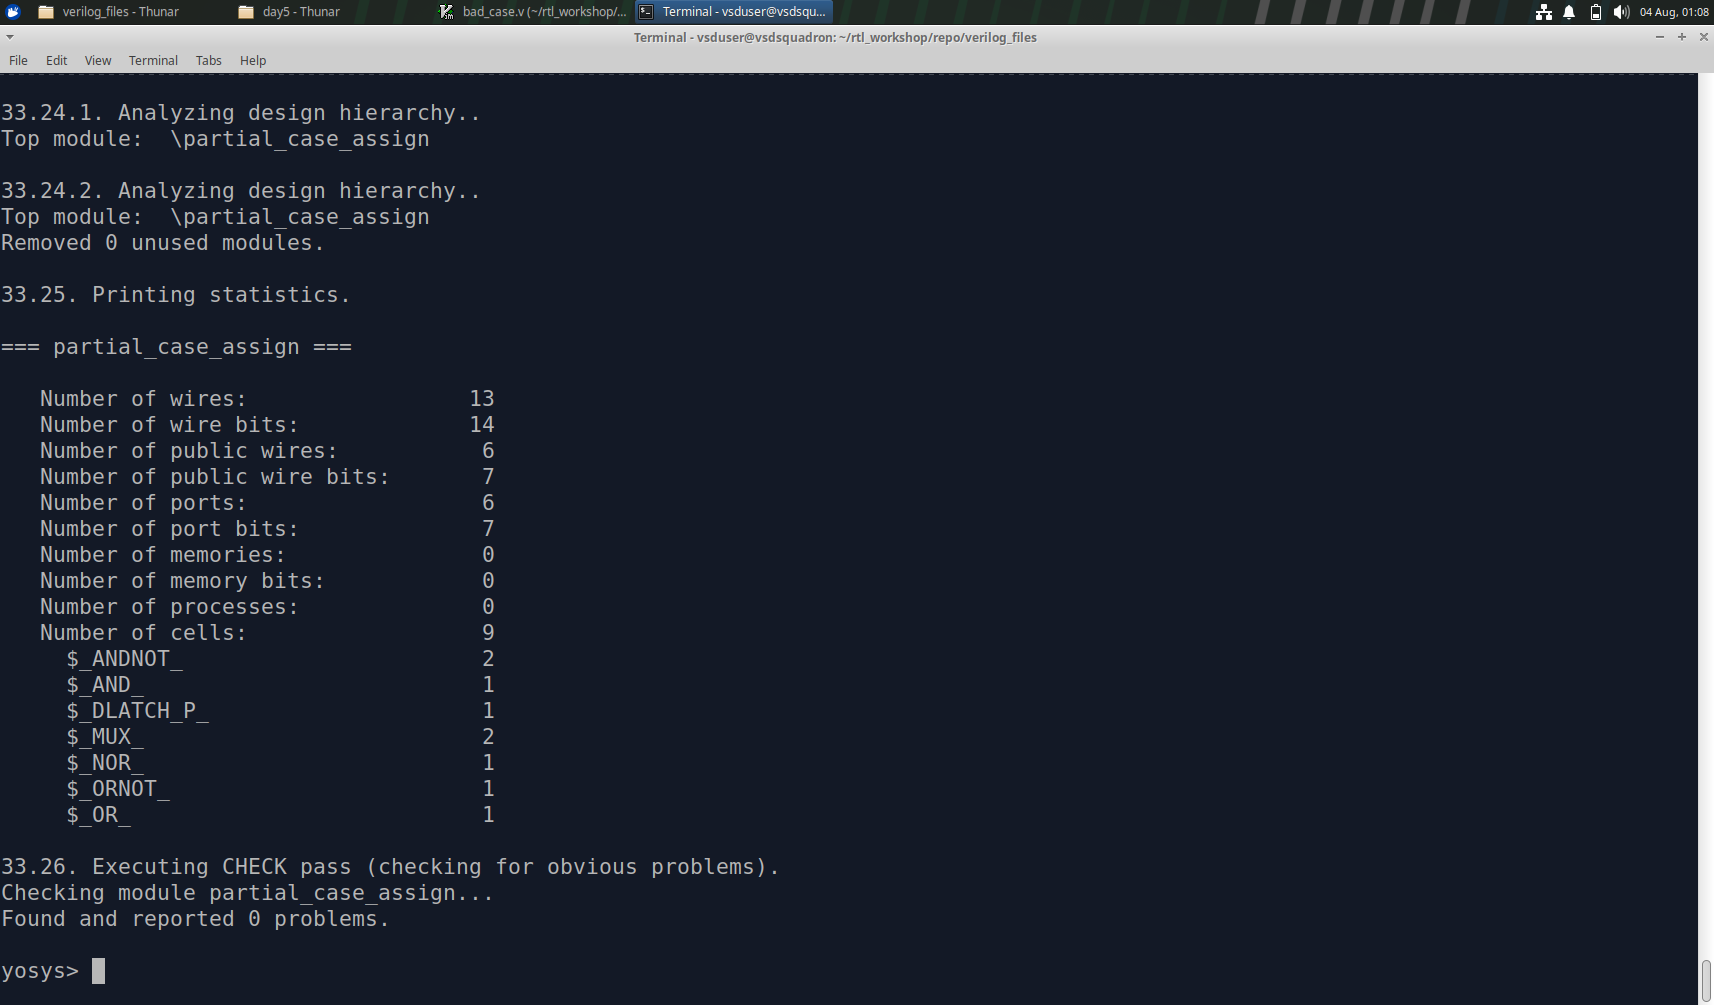 verilog_files - Thunar
day5 - Thunar
bad_case.v (~/rtl_workshop/...
Terminal - vsduser@vsdsqu...
04 Aug, 01:08
Terminal - vsduser@vsdsquadron: ~/rtl_workshop/repo/verilog_files
File Edit View Terminal Tabs Help
33.24.1. Analyzing design hierarchy..
Top module:  \partial_case_assign
33.24.2. Analyzing design hierarchy..
Top module:  \partial_case_assign
Removed 0 unused modules.
33.25. Printing statistics.
=== partial_case_assign ===
Number of wires: 13
Number of wire bits: 14
Number of public wires: 6
Number of public wire bits: 7
Number of ports: 6
Number of port bits: 7
Number of memories: 0
Number of memory bits: 0
Number of processes: 0
Number of cells: 9
$_ANDNOT_ 2
$_AND_ 1
$_DLATCH_P_ 1
$_MUX_ 2
$_NOR_ 1
$_ORNOT_ 1
$_OR_ 1
33.26. Executing CHECK pass (checking for obvious problems).
Checking module partial_case_assign...
Found and reported 0 problems.
yosys>